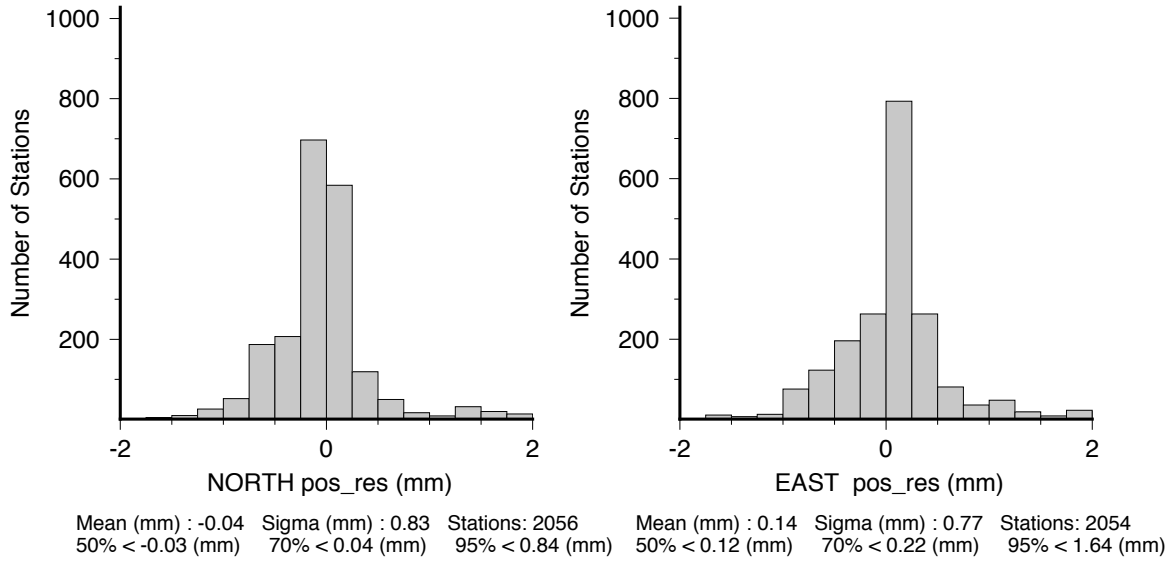 1000
800
600
400
200
Number of Stations
-2 0 2
NORTH pos_res (mm)
Mean (mm) : -0.04 Sigma (mm) : 0.83 Stations: 2056
50% < -0.03 (mm) 70% < 0.04 (mm) 95% < 0.84 (mm)
1000
800
600
400
200
Number of Stations
-2 0 2
EAST pos_res (mm)
Mean (mm) : 0.14 Sigma (mm) : 0.77 Stations: 2054
50% < 0.12 (mm) 70% < 0.22 (mm) 95% < 1.64 (mm)